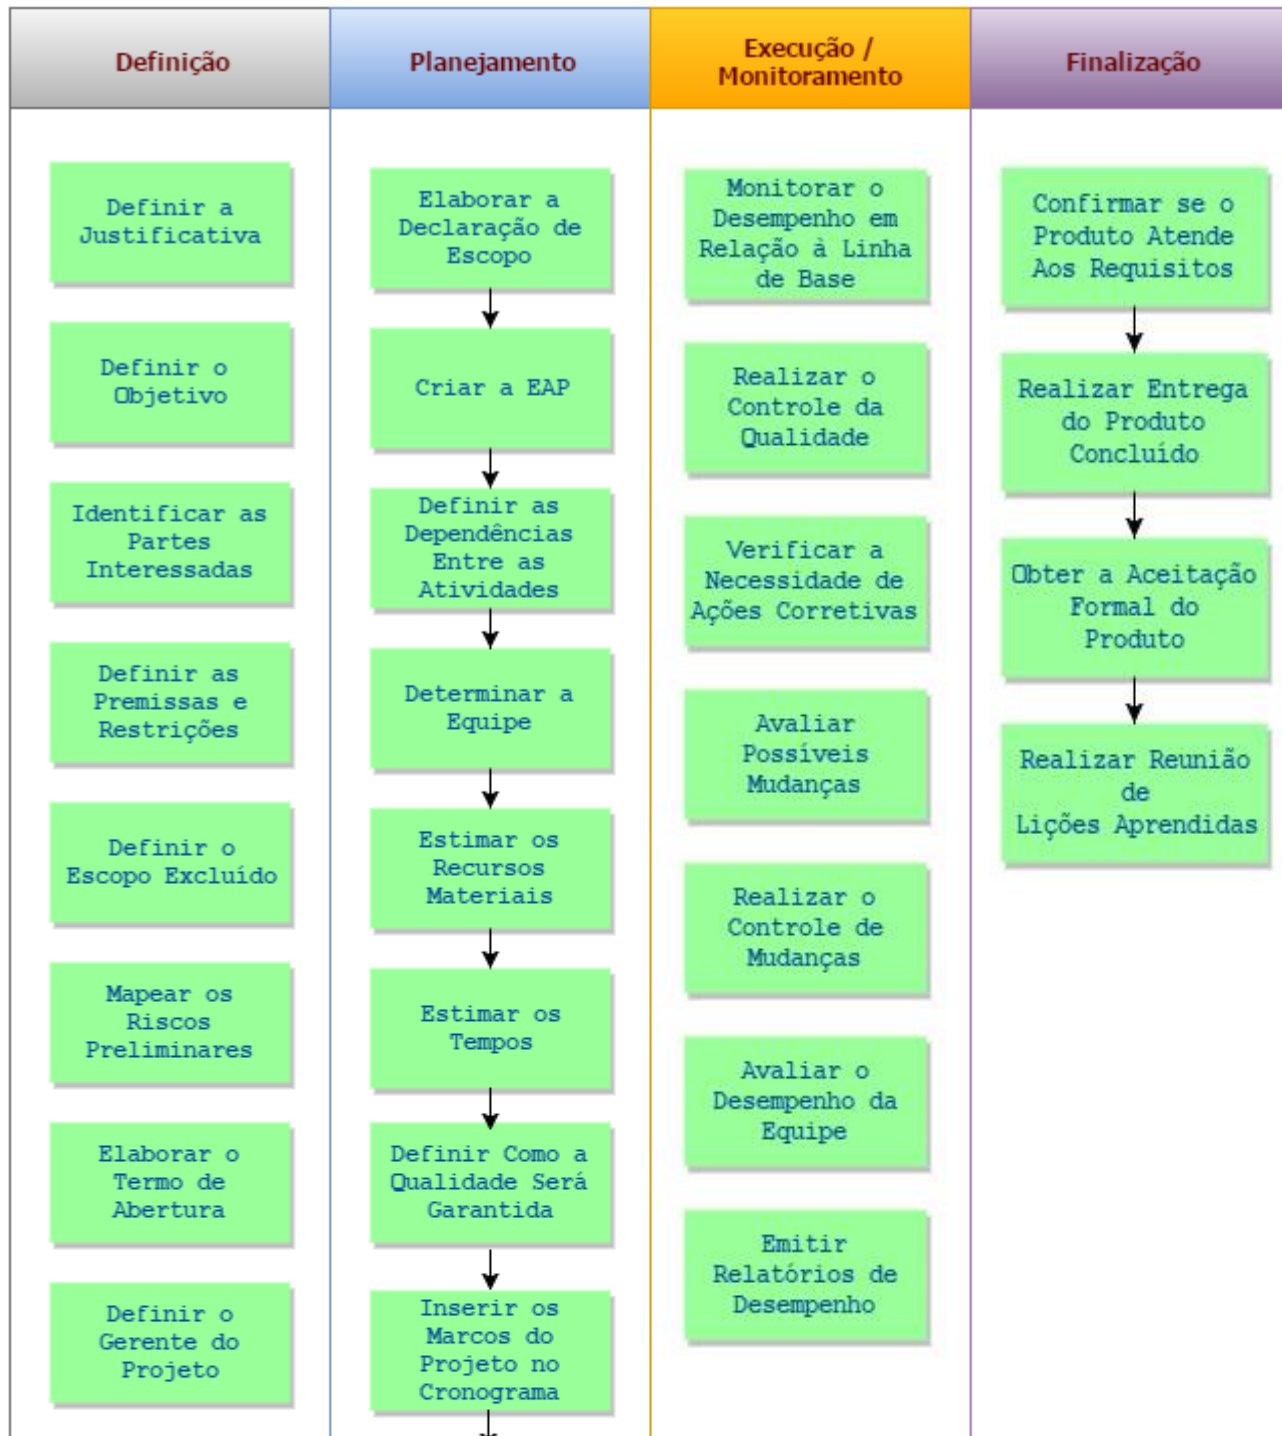 Definição
Planejamento
Execução /
Monitoramento
Finalização
Definir a
Justificativa
Definir o
Objetivo
Identificar as
Partes
Interessadas
Definir as
Premissas e
Restrições
Definir o
Escopo Excluído
Mapear os
Riscos
Preliminares
Elaborar o
Termo de
Abertura
Definir o
Gerente do
Projeto
Elaborar a
Declaração de
Escopo
Criar a EAP
Definir as
Dependências
Entre as
Atividades
Determinar a
Equipe
Estimar os
Recursos
Materiais
Estimar os
Tempos
Definir Como a
Qualidade Será
Garantida
Inserir os
Marcos do
Projeto no
Cronograma
Monitorar o
Desempenho em
Relação à Linha
de Base
Realizar o
Controle da
Qualidade
Verificar a
Necessidade de
Ações Corretivas
Avaliar
Possíveis
Mudanças
Realizar o
Controle de
Mudanças
Avaliar o
Desempenho da
Equipe
Emitir
Relatórios de
Desempenho
Confirmar se o
Produto Atende
Aos Requisitos
Realizar Entrega
do Produto
Concluído
Obter a Aceitação
Formal do
Produto
Realizar Reunião
de
Lições Aprendidas